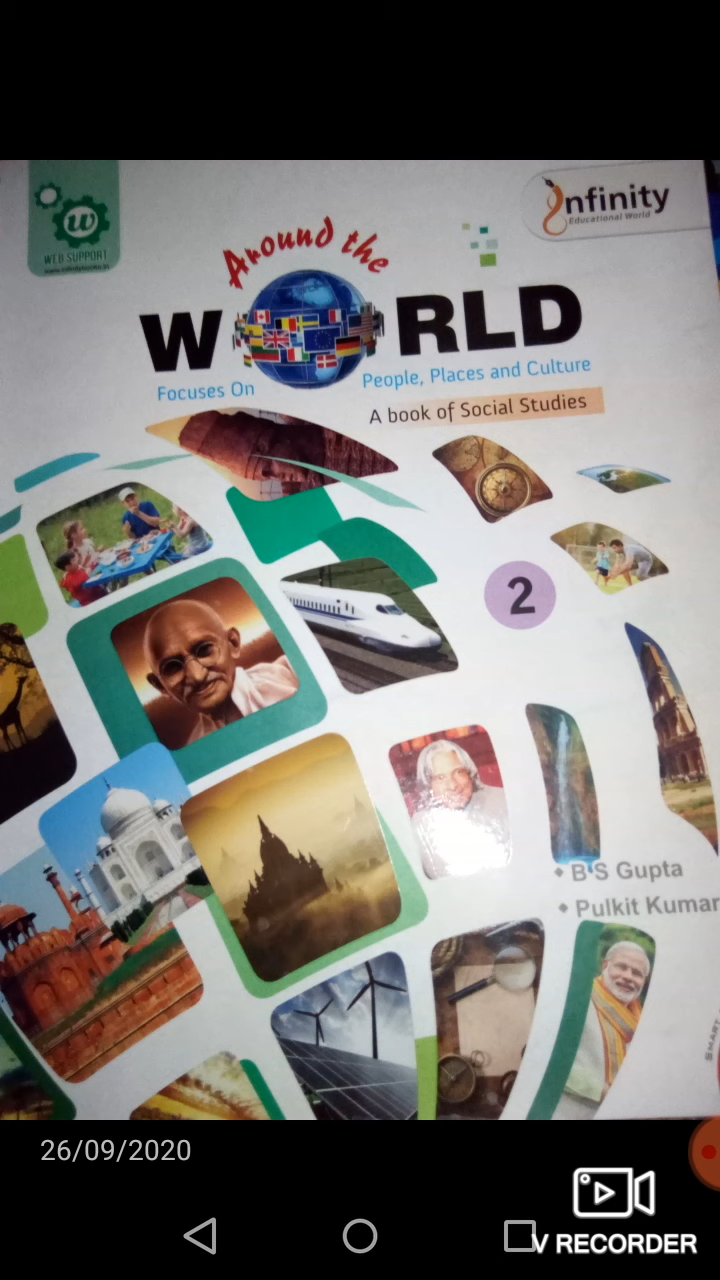 W
WEB SUPPORT
Infinity
Educational World
Around the
WORLD
Focuses On People, Places and Culture
A book of Social Studies
2
• B S Gupta
• Pulkit Kumar
26/09/2020
V RECORDER